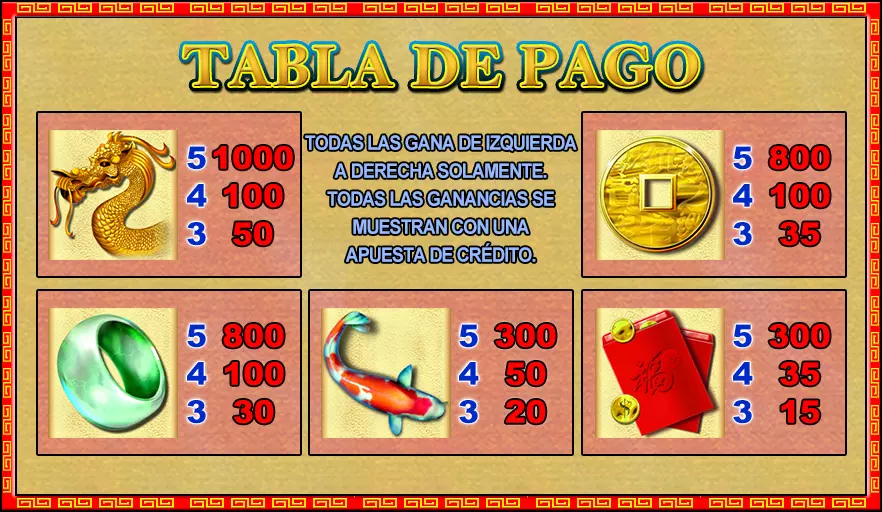 TABLA DE PAGO
5 1000
4 100
3 50
TODAS LAS GANA DE IZQUIERDA
A DERECHA SOLAMENTE.
TODAS LAS GANANCIAS SE
MUESTRAN CON UNA
APUESTA DE CRÉDITO.
5 800
4 100
3 35
5 800
4 100
3 30
5 300
4 50
3 20
福
$
5 300
4 35
3 15